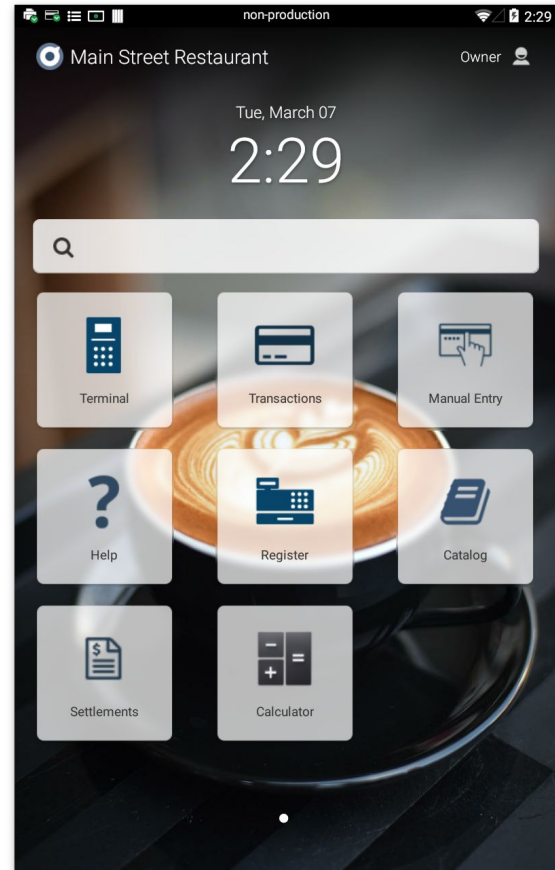 non-production
2:29
Main Street Restaurant
Owner
Tue, March 07
2:29
Terminal
Transactions
Manual Entry
Help
Register
Catalog
Settlements
Calculator